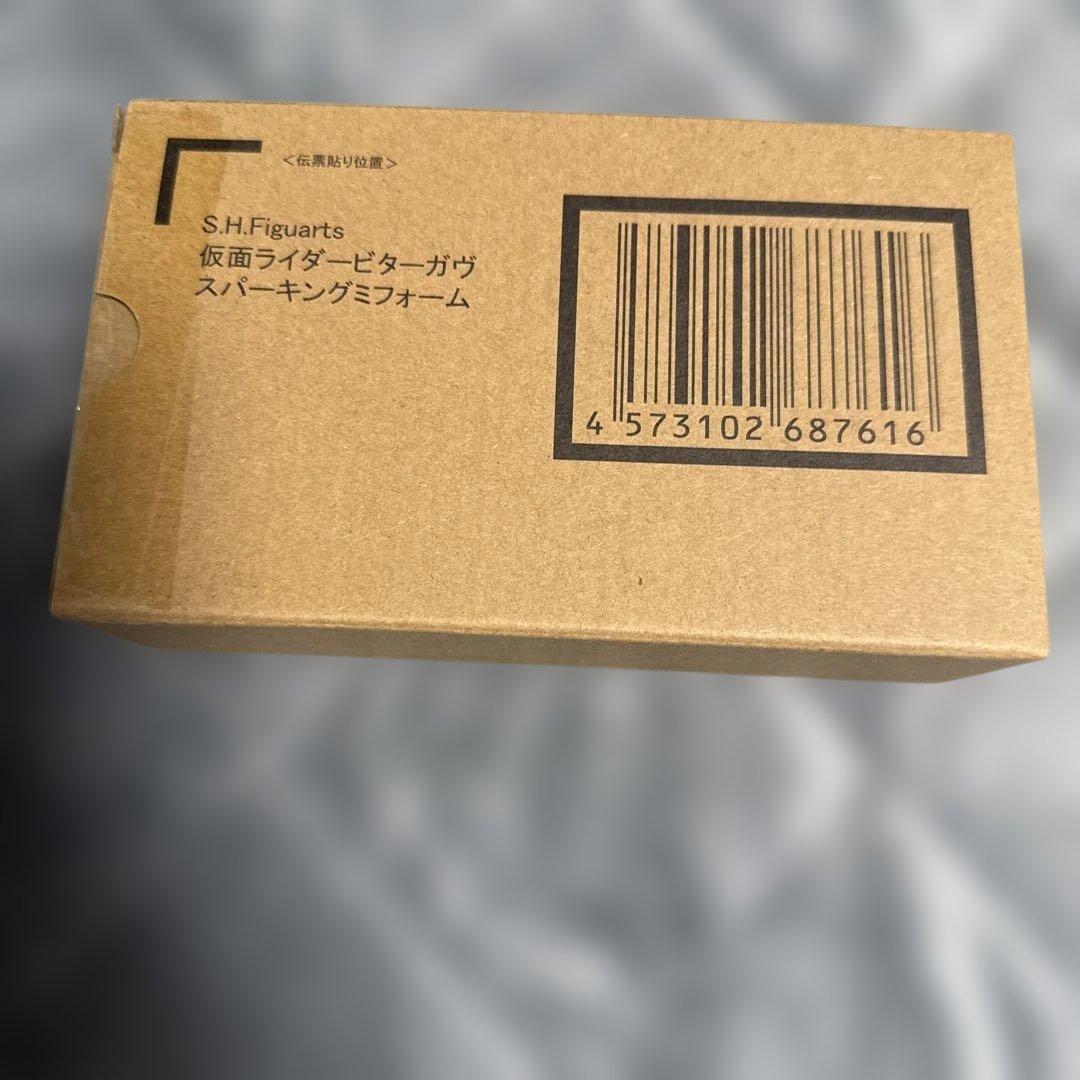 ＜伝票貼り位置＞
S.H.Figuarts
仮面ライダービターガヴ
スパーキングミフォーム
4 573102 687616